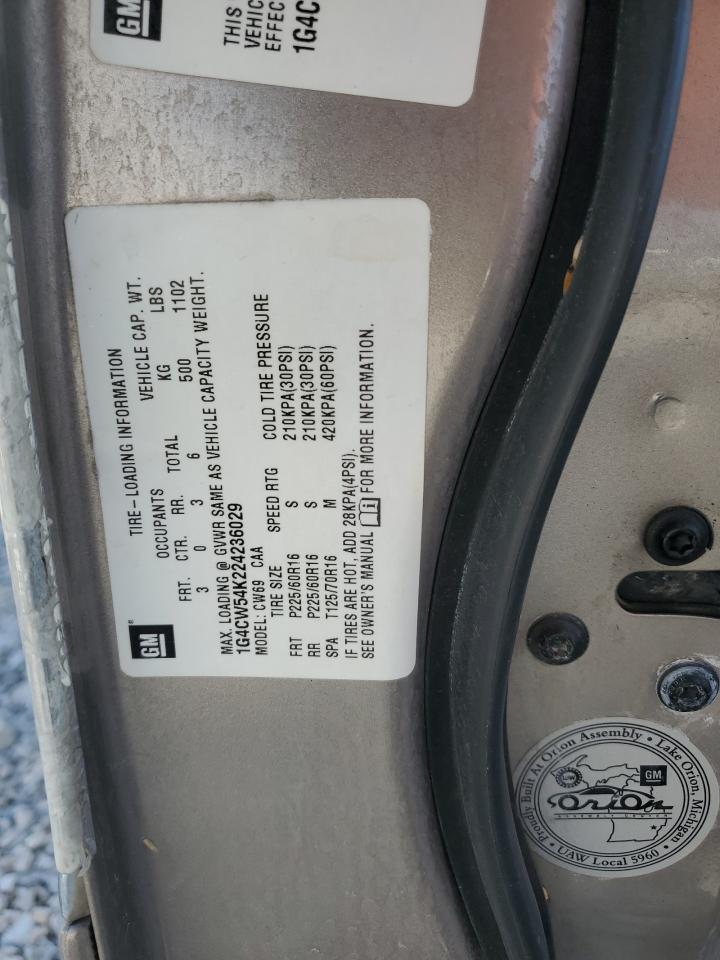 GM
THIS
VEHIC
EFFEC
1G4C
GM®
TIRE-LOADING INFORMATION
OCCUPANTS VEHICLE CAP. WT.
FRT. CTR. RR. TOTAL KG LBS
3 0 3 6 500 1102
MAX. LOADING @ GVWR SAME AS VEHICLE CAPACITY WEIGHT.
1G4CW54K224236029
MODEL: CW69 CAA
TIRE SIZE SPEED RTG COLD TIRE PRESSURE
FRT P225/60R16 S 210KPA(30PSI)
RR P225/60R16 S 210KPA(30PSI)
SPA T125/70R16 M 420KPA(60PSI)
IF TIRES ARE HOT, ADD 28KPA(4PSI).
SEE OWNER'S MANUAL i FOR MORE INFORMATION.
Proudly Built At Orion Assembly • Lake Orion, Michigan •
UAW
GM
Orion
ASSEMBLY CENTER
UAW Local 5960 •